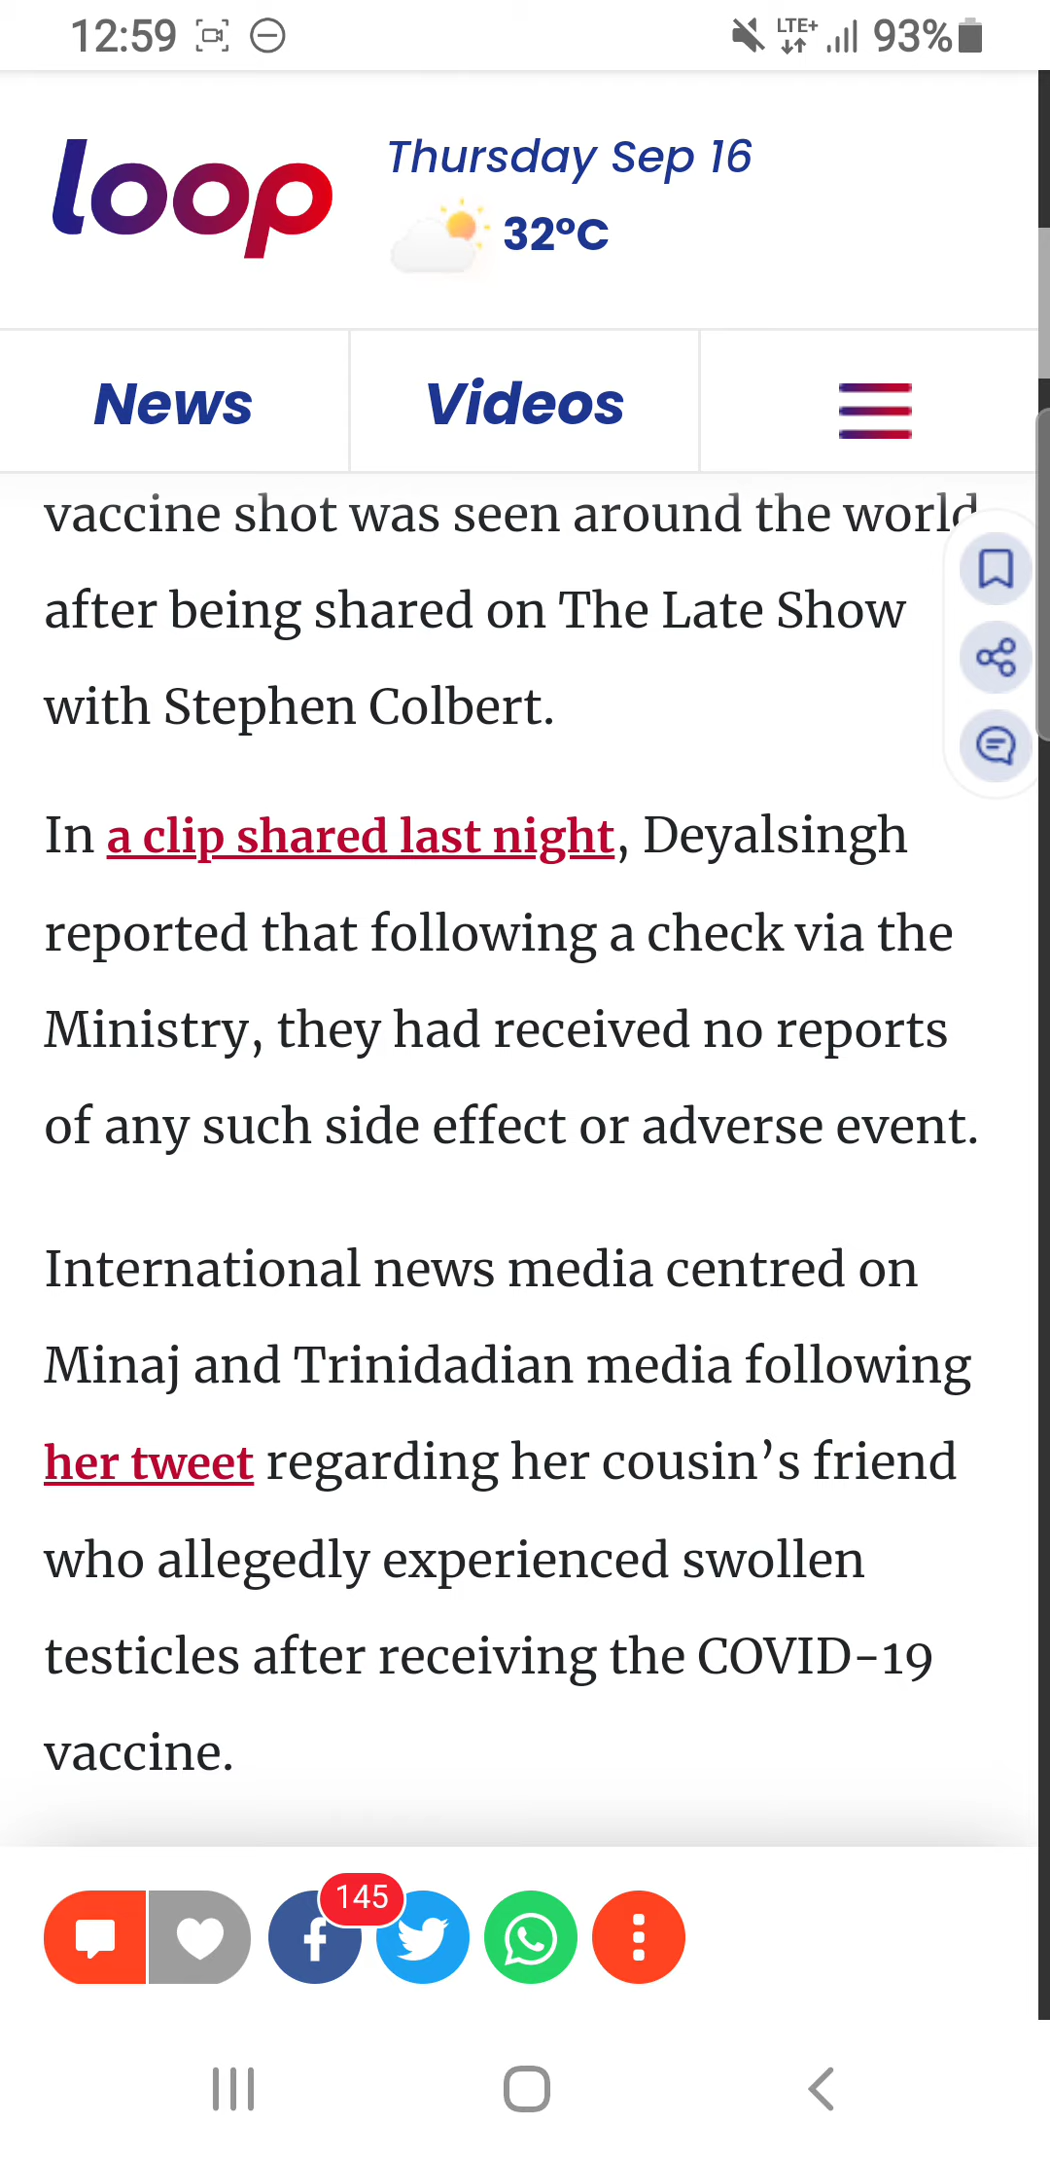 12:59 LTE+ 93%
loop
Thursday Sep 16
32°C
News Videos
vaccine shot was seen around the world
after being shared on The Late Show
with Stephen Colbert.
In a clip shared last night, Deyalsingh
reported that following a check via the
Ministry, they had received no reports
of any such side effect or adverse event.
International news media centred on
Minaj and Trinidadian media following
her tweet regarding her cousin’s friend
who allegedly experienced swollen
testicles after receiving the COVID-19
vaccine.
145